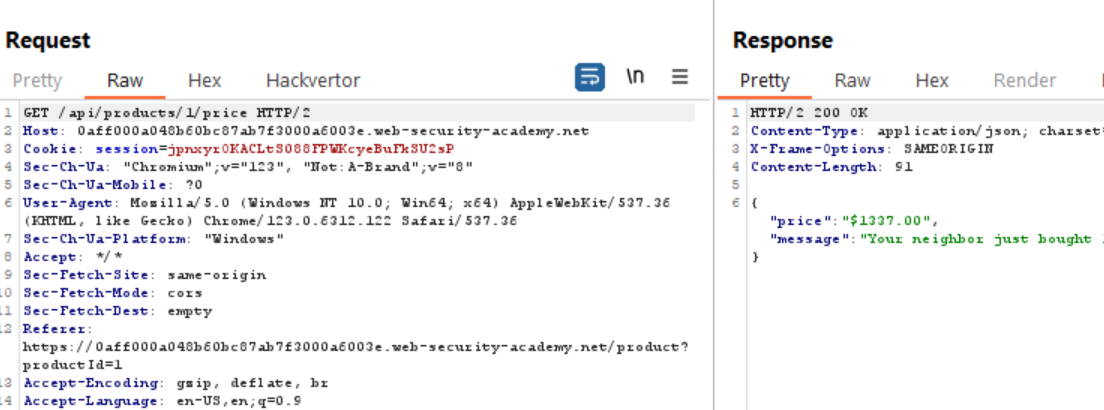 Request
Pretty Raw Hex Hackvertor \n
1 GET /api/products/1/price HTTP/2
2 Host: 0aff000a048b60bc87ab7f3000a6003e.web-security-academy.net
3 Cookie: session=jpnxyr0KACLtS088FPWKcyeBuFkSU2sP
4 Sec-Ch-Ua: "Chromium";v="123", "Not:A-Brand";v="8"
5 Sec-Ch-Ua-Mobile: ?0
6 User-Agent: Mozilla/5.0 (Windows NT 10.0; Win64; x64) AppleWebKit/537.36
(KHTML, like Gecko) Chrome/123.0.6312.122 Safari/537.36
7 Sec-Ch-Ua-Platform: "Windows"
8 Accept: */*
9 Sec-Fetch-Site: same-origin
10 Sec-Fetch-Mode: cors
11 Sec-Fetch-Dest: empty
12 Referer:
https://0aff000a048b60bc87ab7f3000a6003e.web-security-academy.net/product?
productId=1
13 Accept-Encoding: gzip, deflate, br
14 Accept-Language: en-US,en;q=0.9
Response
Pretty Raw Hex Render
1 HTTP/2 200 OK
2 Content-Type: application/json; charset
3 X-Frame-Options: SAMEORIGIN
4 Content-Length: 91
5
6 {
"price":"$1337.00",
"message":"Your neighbor just bought
}